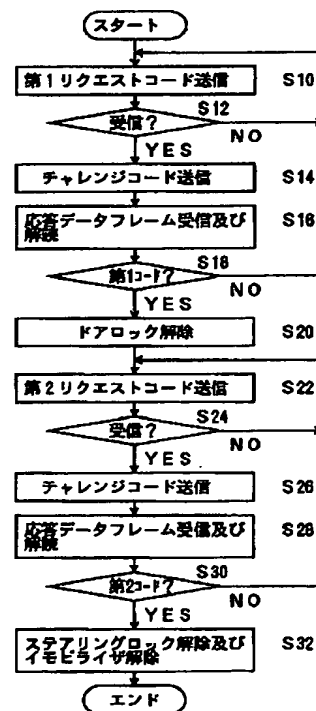 スタート
第1リクエストコード送信 S10
受信? S12
NO
YES
チャレンジコード送信 S14
応答データフレーム受信及び S16
解読
第1コード? S18
NO
YES
ドアロック解除 S20
第2リクエストコード送信 S22
受信? S24
NO
YES
チャレンジコード送信 S26
応答データフレーム受信及び S28
解読
第2コード? S30
NO
YES
ステアリングロック解除及び S32
イモビライザ解除
エンド